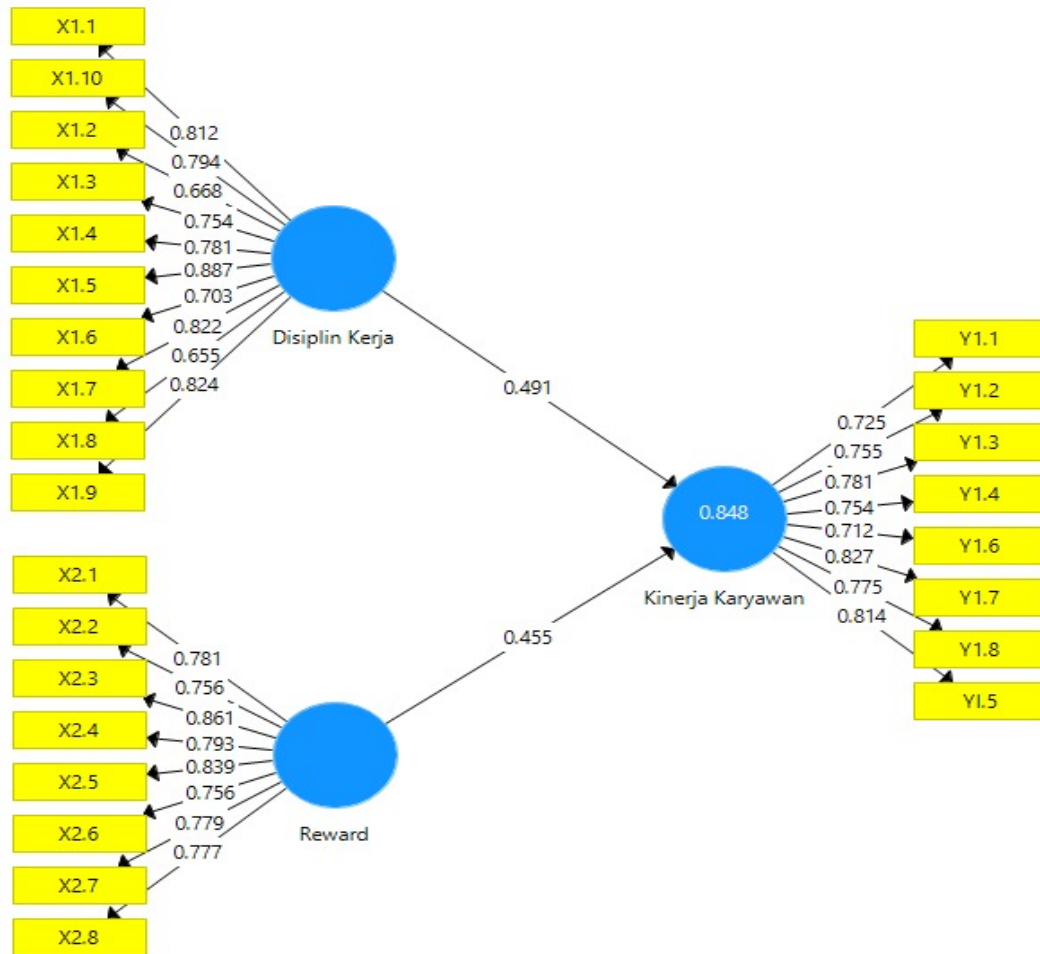 X1.1
X1.10
X1.2
X1.3
X1.4
X1.5
X1.6
X1.7
X1.8
X1.9
0.812
0.794
0.668
0.754
0.781
0.887
0.703
0.822
0.655
0.824
Disiplin Kerja
0.491
X2.1
X2.2
X2.3
X2.4
X2.5
X2.6
X2.7
X2.8
0.781
0.756
0.861
0.793
0.839
0.756
0.779
0.777
Reward
0.455
0.848
Kinerja Karyawan
0.725
0.755
0.781
0.754
0.712
0.827
0.775
0.814
Y1.1
Y1.2
Y1.3
Y1.4
Y1.6
Y1.7
Y1.8
YI.5